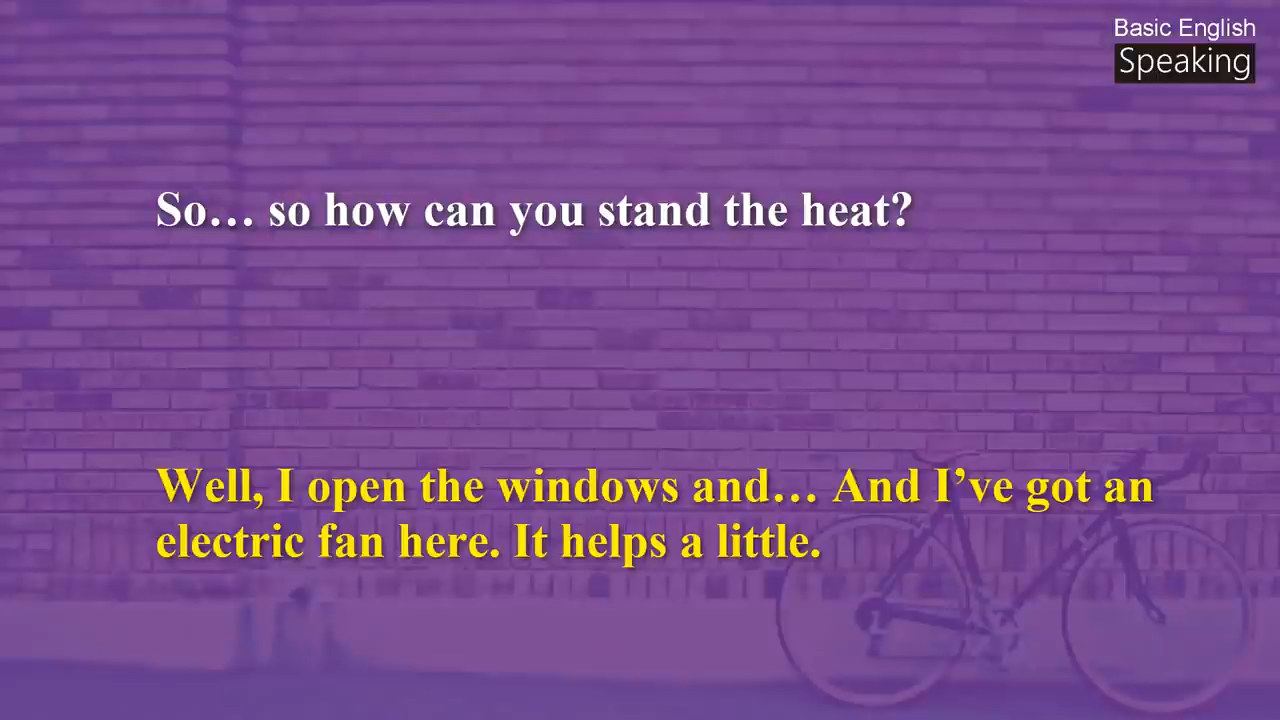 Basic English
Speaking
So… so how can you stand the heat?
Well, I open the windows and… And I’ve got an
electric fan here. It helps a little.